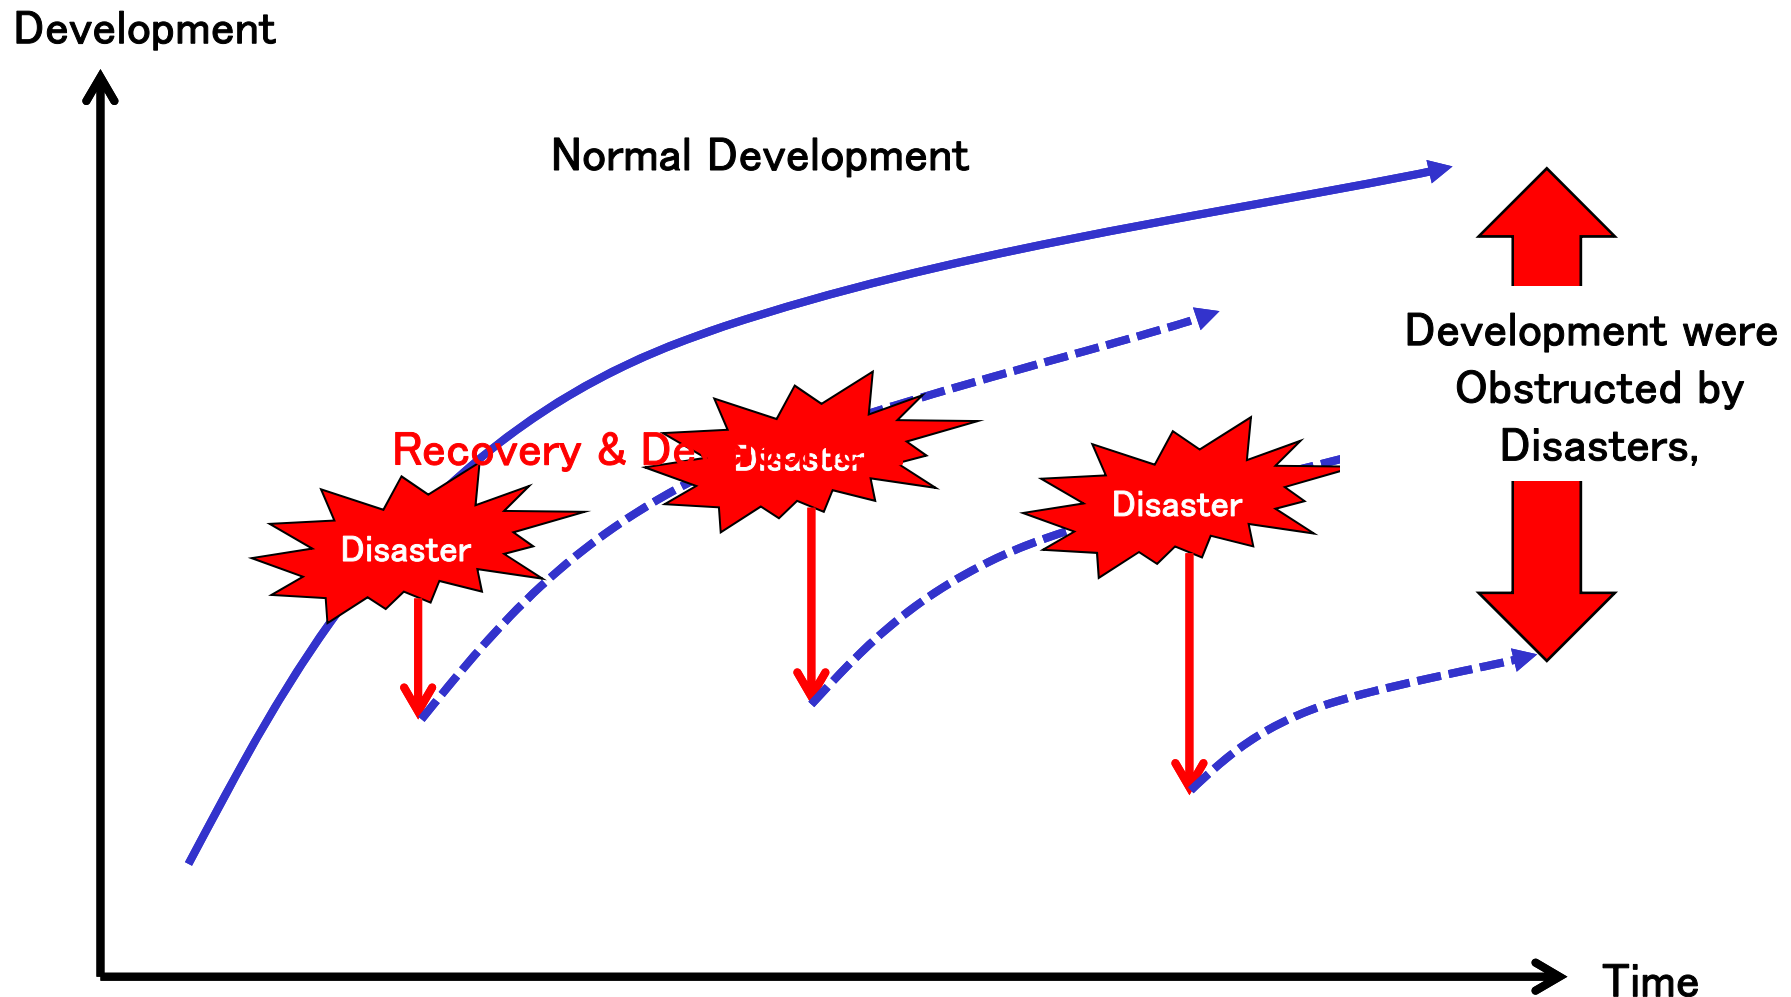 Development
Normal Development
Development were
Obstructed by
Disasters,
Recovery & De
Disaster
Disaster
Disaster
Time